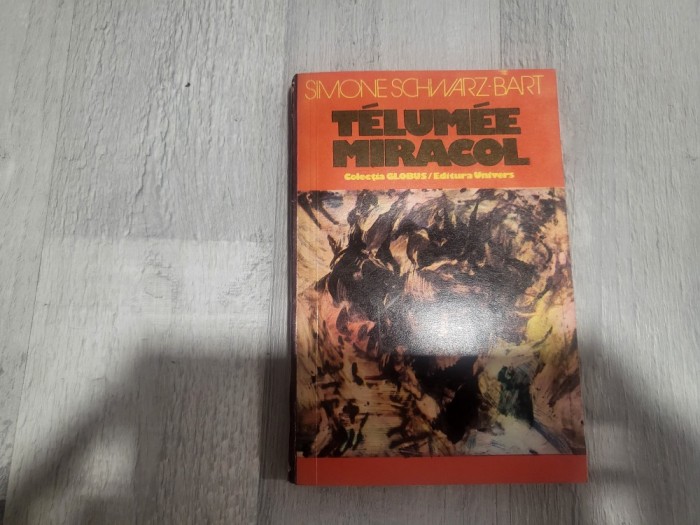 SIMONE SCHWARZ-BART
TÉLUMÉE
MIRACOL
Colecția GLOBUS/Editura Univers